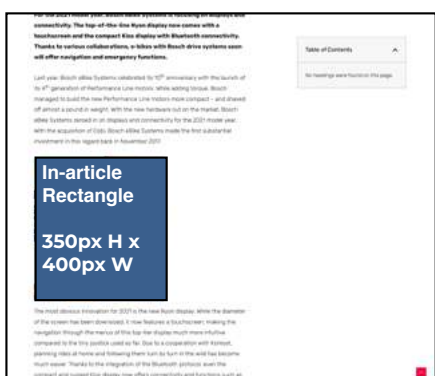 For the 2021 model year, Bosch eBike Systems is focusing on displays and
connectivity. The top-of-the-line Nyon display now comes with a
touchscreen and the compact Kiox display with Bluetooth connectivity.
Thanks to various collaborations, e-bikes with Bosch drive systems soon
will offer navigation and emergency functions.
Table of Contents
No headings were found on this page.
Last year Bosch eBike Systems celebrated its 10th anniversary with the launch of
its 4th generation of Performance Line motors. While adding torque, Bosch
managed to build the new Performance Line motors more compact – and shaved
off almost a pound in weight. With the new hardware out on the market, Bosch
eBike Systems zeroed in on displays and connectivity for the 2021 model year.
With the acquisition of Cobi, Bosch eBike Systems made the first substantial
investment in this regard back in November 2017.
In-article
Rectangle
350px H x
400px W
The most obvious innovation for 2021 is the new Nyon display. While the diameter
of the screen has been downsized, it now features a touchscreen, making the
navigation through the menus of this top-tier display much more intuitive
compared to the tiny joystick used so far. Due to a cooperation with Komoot,
planning rides at home and following them turn by turn in the wild has become
much easier. Thanks to the integration of the Bluetooth protocol, even the
compact and display now offers connectivity and functions such as